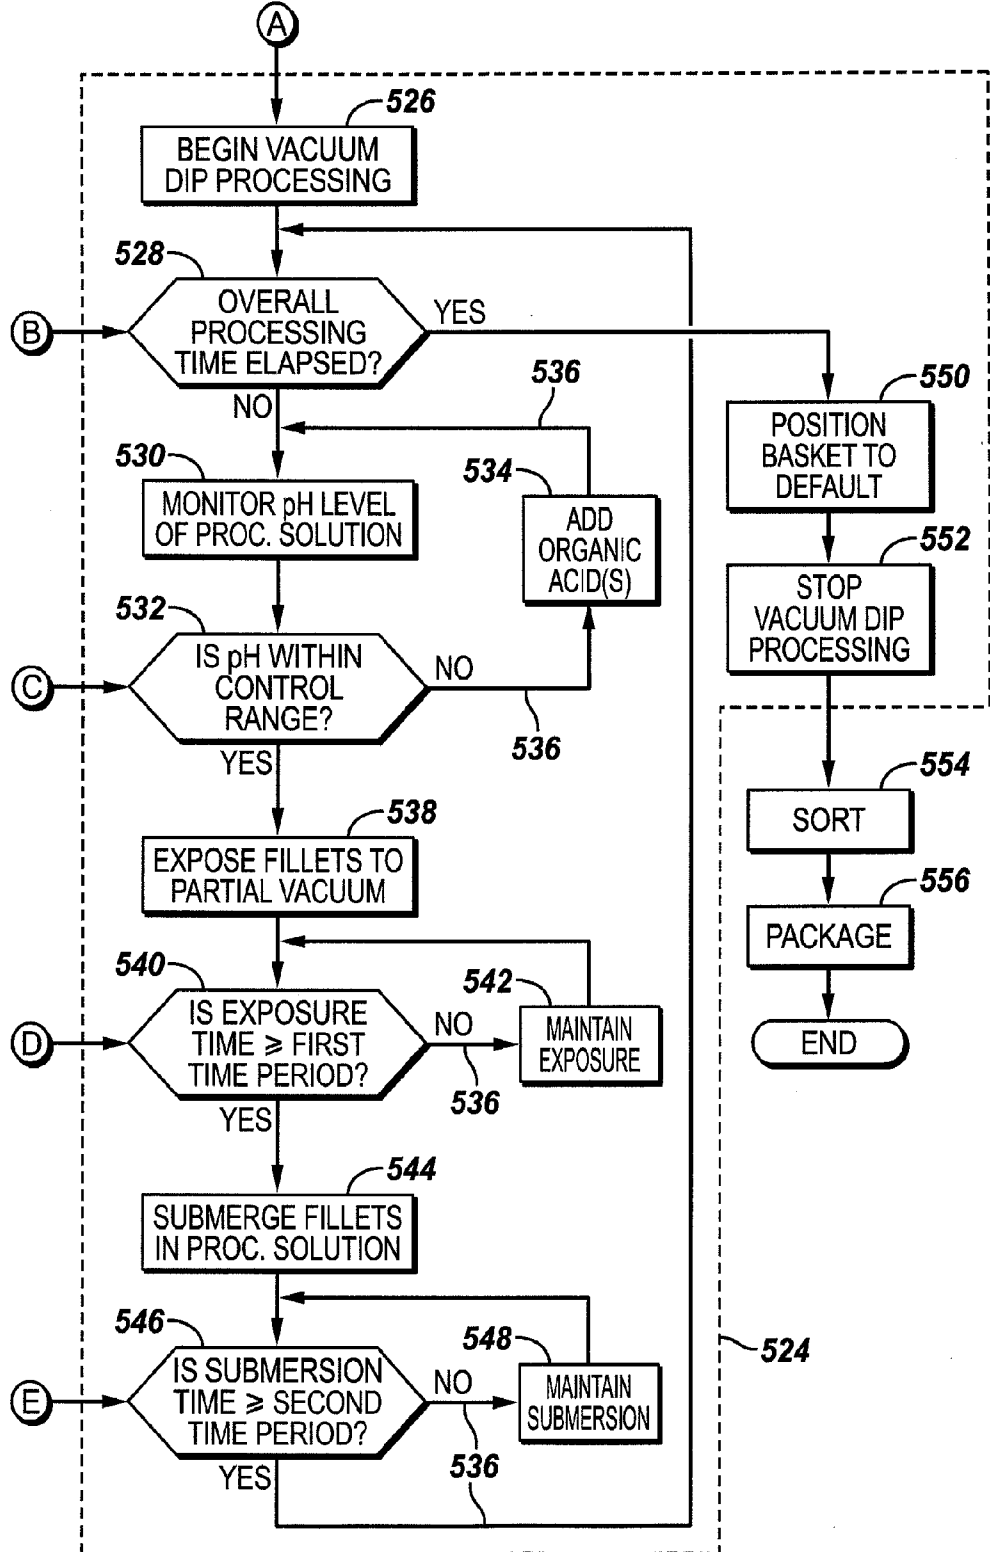 A
526
BEGIN VACUUM
DIP PROCESSING
528
B
OVERALL
PROCESSING
TIME ELAPSED?
YES
NO
536
550
POSITION
BASKET TO
DEFAULT
530
MONITOR pH LEVEL
OF PROC. SOLUTION
534
ADD
ORGANIC
ACID(S)
552
STOP
VACUUM DIP
PROCESSING
532
C
IS pH WITHIN
CONTROL
RANGE?
NO
536
YES
554
SORT
538
EXPOSE FILLETS TO
PARTIAL VACUUM
556
PACKAGE
540
D
IS EXPOSURE
TIME ⩾ FIRST
TIME PERIOD?
NO
536
542
MAINTAIN
EXPOSURE
END
YES
544
SUBMERGE FILLETS
IN PROC. SOLUTION
546
E
IS SUBMERSION
TIME ⩾ SECOND
TIME PERIOD?
NO
536
548
MAINTAIN
SUBMERSION
524
YES